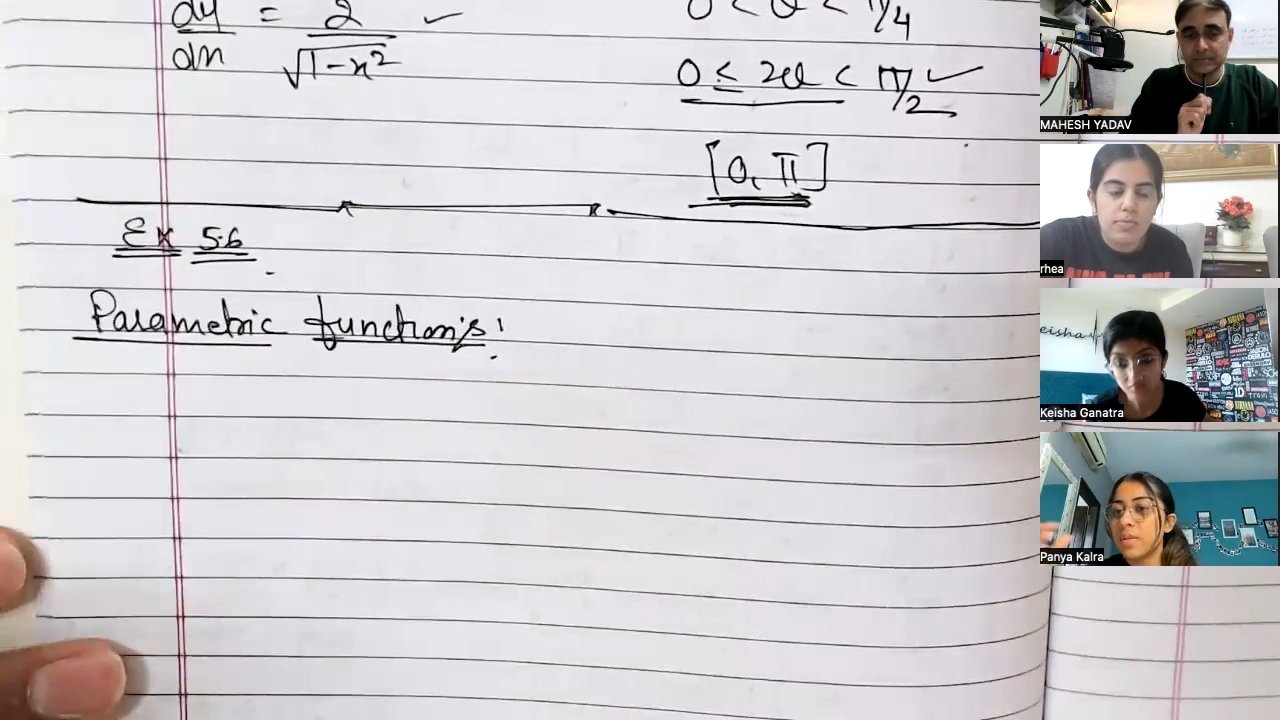 dy/dx = 2/√1-x²
0 < θ < π/4
0 ≤ 2θ < π/2
[0, π]
Ex 5.6
Parametric function's:
MAHESH YADAV
rhea
Keisha Ganatra
Panya Kalra